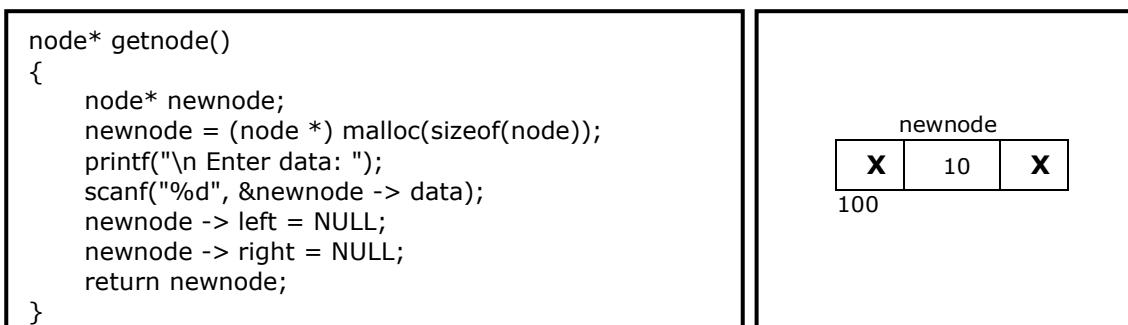 node* getnode()
{
node* newnode;
newnode = (node *) malloc(sizeof(node));
printf("\n Enter data: ");
scanf("%d", &newnode -> data);
newnode -> left = NULL;
newnode -> right = NULL;
return newnode;
}
newnode
X 10 X
100